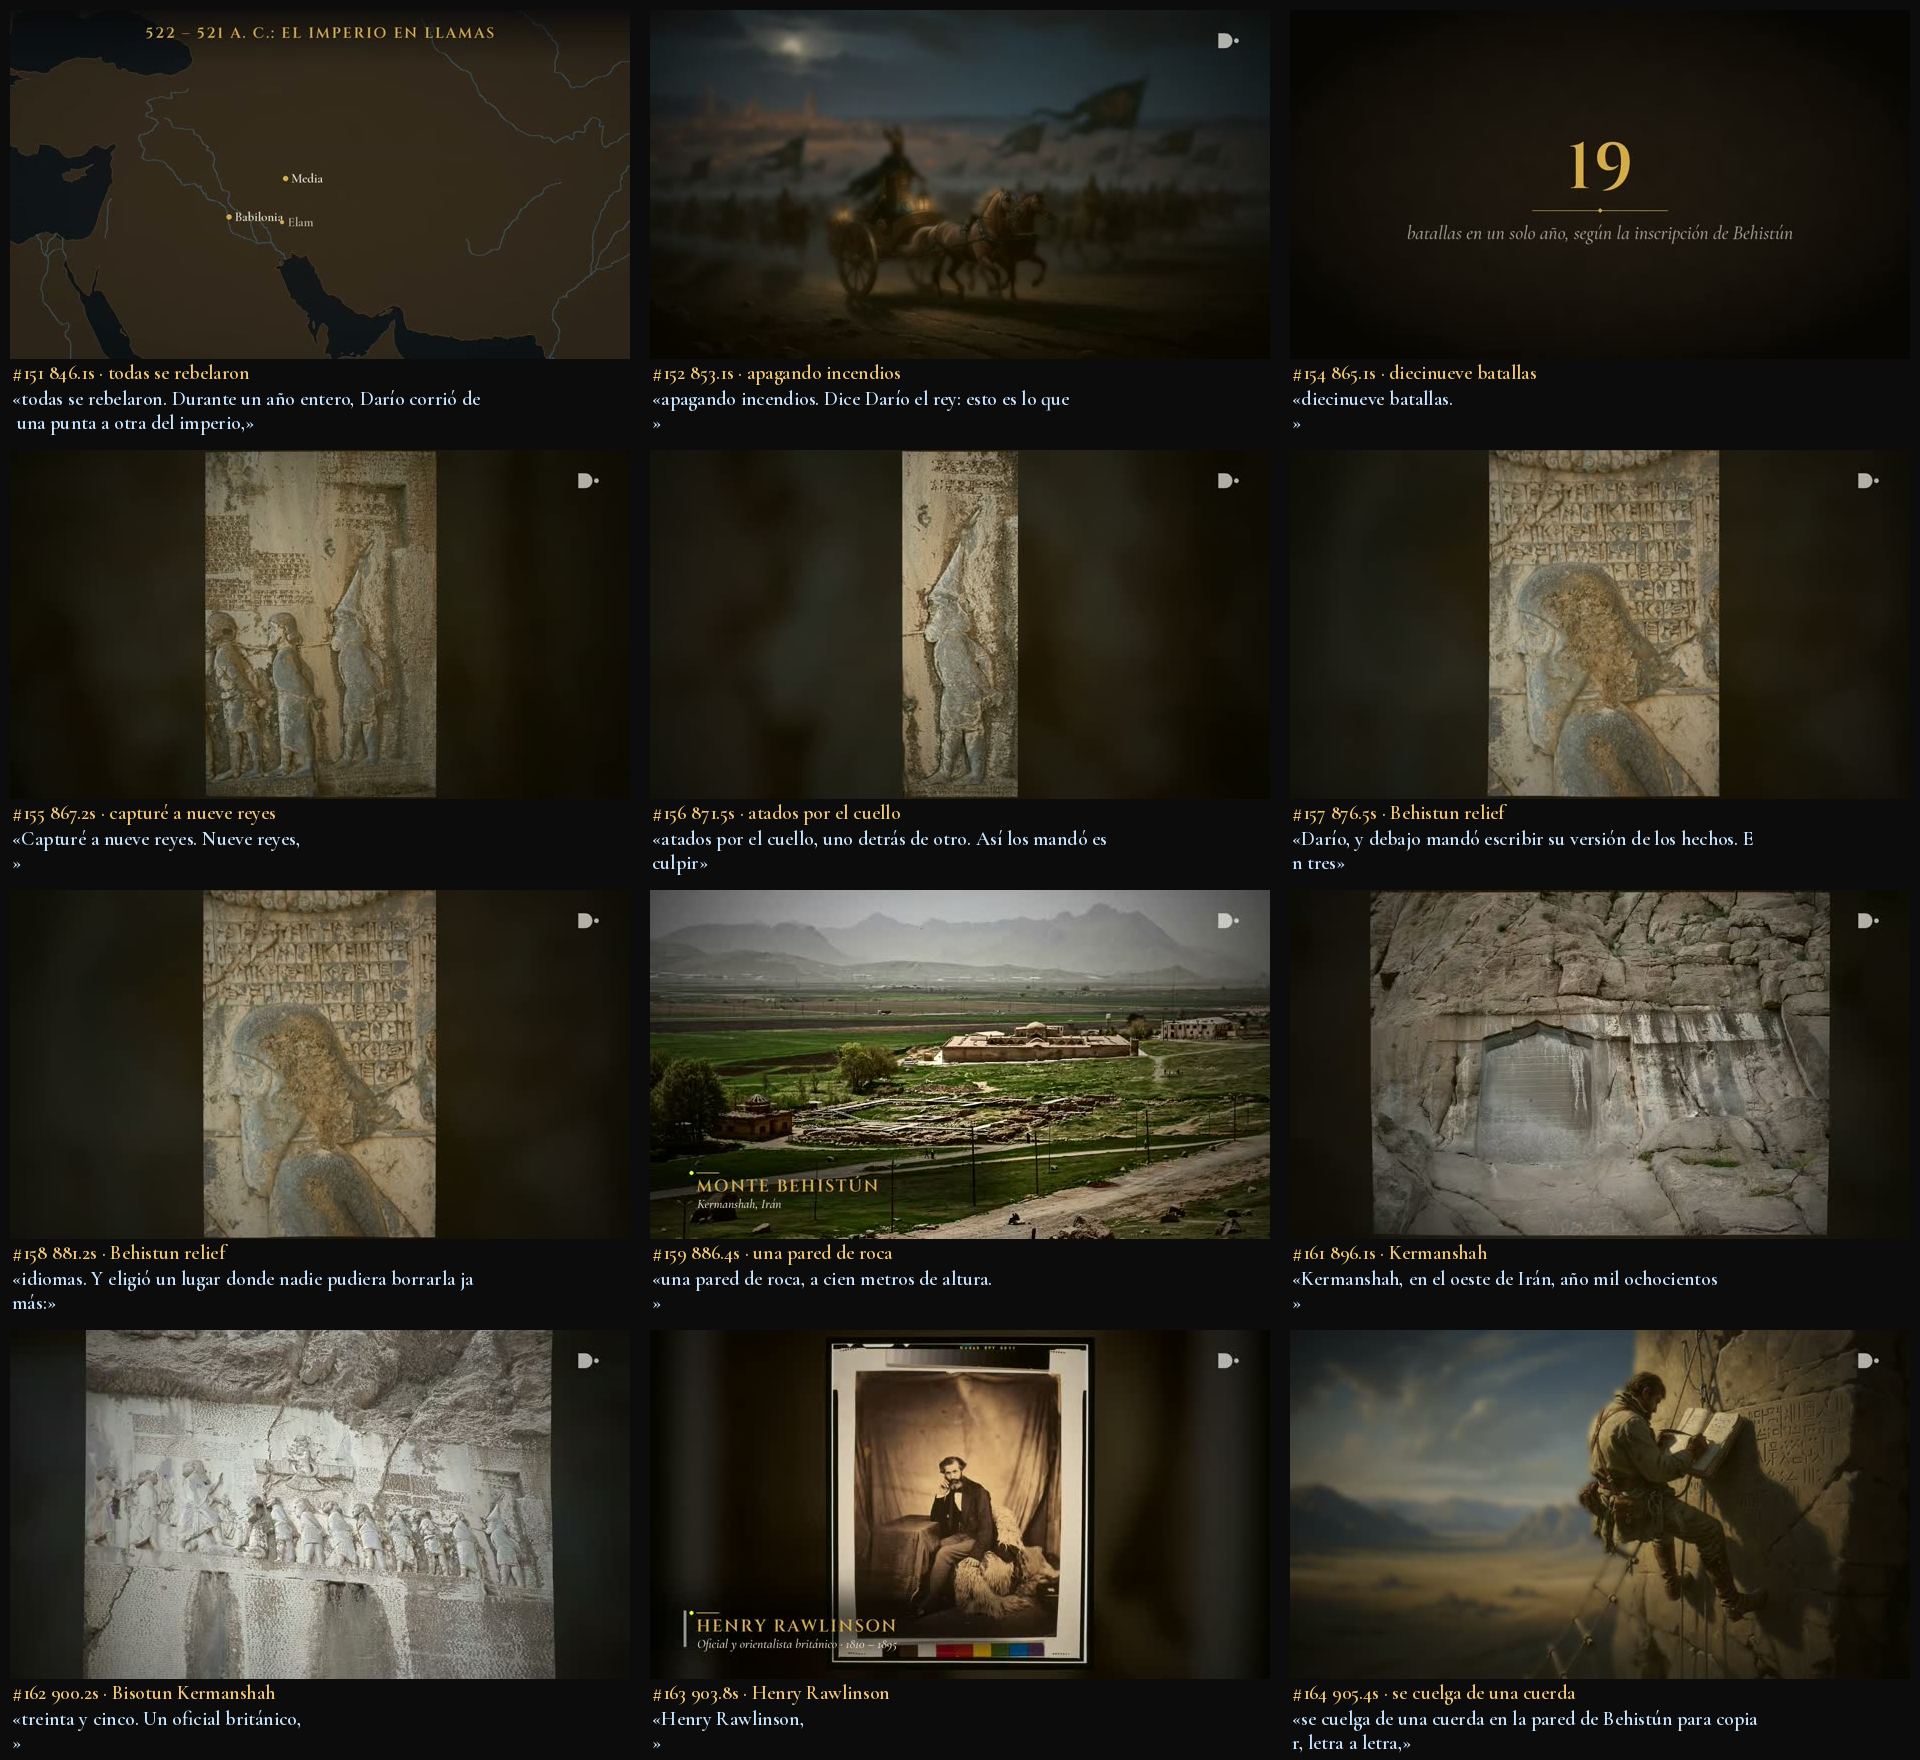 522 – 521 A. C.: EL IMPERIO EN LLAMAS
Media
Babilonia
Elam
#151 846.1s · todas se rebelaron
«todas se rebelaron. Durante un año entero, Darío corrió de
una punta a otra del imperio,»
#152 853.1s · apagando incendios
«apagando incendios. Dice Darío el rey: esto es lo que
»
19
batallas en un solo año, según la inscripción de Behistún
#154 865.1s · diecinueve batallas
«diecinueve batallas.
»
#155 867.2s · capturé a nueve reyes
«Capturé a nueve reyes. Nueve reyes,
»
#156 871.5s · atados por el cuello
«atados por el cuello, uno detrás de otro. Así los mandó es
culpir»
#157 876.5s · Behistun relief
«Darío, y debajo mandó escribir su versión de los hechos. E
n tres»
#158 881.2s · Behistun relief
«idiomas. Y eligió un lugar donde nadie pudiera borrarla ja
más:»
MONTE BEHISTÚN
Kermanshah, Irán
#159 886.4s · una pared de roca
«una pared de roca, a cien metros de altura.
»
#161 896.1s · Kermanshah
«Kermanshah, en el oeste de Irán, año mil ochocientos
»
#162 900.2s · Bisotun Kermanshah
«treinta y cinco. Un oficial británico,
»
HENRY RAWLINSON
Oficial y orientalista británico · 1810 – 1895
#163 903.8s · Henry Rawlinson
«Henry Rawlinson,
»
#164 905.4s · se cuelga de una cuerda
«se cuelga de una cuerda en la pared de Behistún para copia
r, letra a letra,»